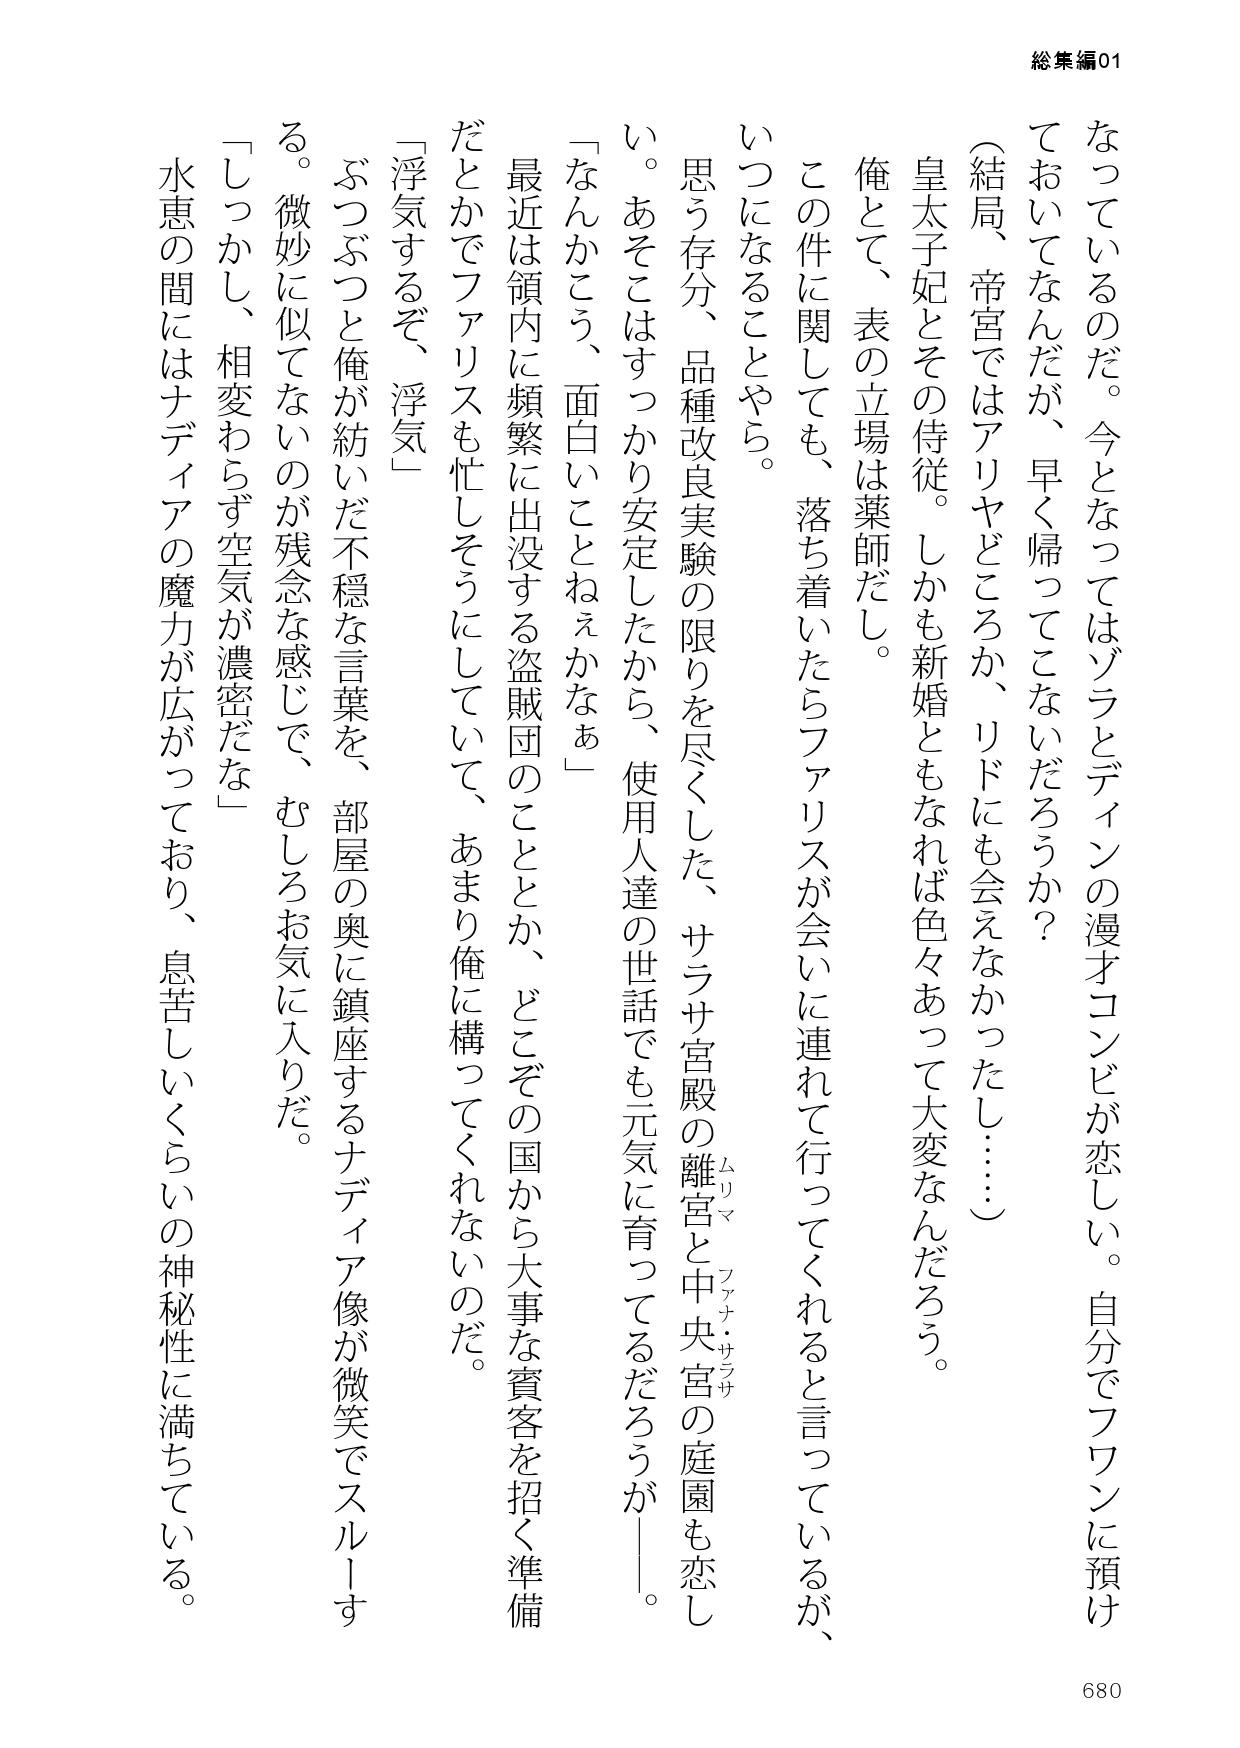 総集編01
なっているのだ。今となってはゾラとディンの漫才コンビが恋しい。自分でフワンに預け
ておいてなんだが、早く帰ってこないだろうか？
（結局、帝宮ではアリヤどころか、リドにも会えなかったし……）
皇太子妃とその侍従。しかも新婚ともなれば色々あって大変なんだろう。
俺とて、表の立場は薬師だし。
この件に関しても、落ち着いたらファリスが会いに連れて行ってくれると言っているが、
いつになることやら。
思う存分、品種改良実験の限りを尽くした、サラサ宮殿の離宮と中央宮の庭園も恋し
ムリマ　ファナ・サラサ
い。あそこはすっかり安定したから、使用人達の世話でも元気に育ってるだろうが――。
「なんかこう、面白いことねぇかなぁ」
最近は領内に頻繁に出没する盗賊団のこととか、どこぞの国から大事な賓客を招く準備
だとかでファリスも忙しそうにしていて、あまり俺に構ってくれないのだ。
「浮気するぞ、浮気」
ぶつぶつと俺が紡いだ不穏な言葉を、部屋の奥に鎮座するナディア像が微笑でスルーす
る。微妙に似てないのが残念な感じで、むしろお気に入りだ。
「しっかし、相変わらず空気が濃密だな」
水恵の間にはナディアの魔力が広がっており、息苦しいくらいの神秘性に満ちている。
680